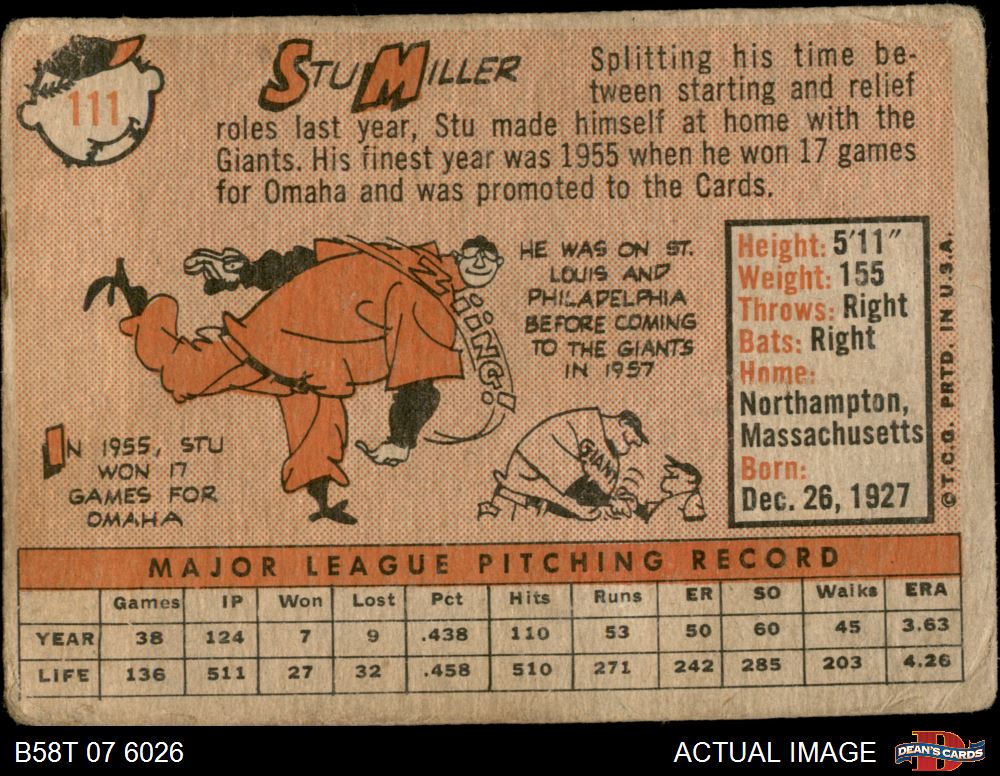 111
STU MILLER
Splitting his time be-
tween starting and relief
roles last year, Stu made himself at home with the
Giants. His finest year was 1955 when he won 17 games
for Omaha and was promoted to the Cards.
HE WAS ON ST.
LOUIS AND
PHILADELPHIA
BEFORE COMING
TO THE GIANTS
IN 1957
BOIOING!
IN 1955, STU
WON 17
GAMES FOR
OMAHA
GIANTS
Height: 5'11"
Weight: 155
Throws: Right
Bats: Right
Home:
Northampton,
Massachusetts
Born:
Dec. 26, 1927
© T.C.G. PRTD. IN U.S.A.
MAJOR LEAGUE PITCHING RECORD
Games IP Won Lost Pct Hits Runs ER SO Walks ERA
YEAR 38 124 7 9 .438 110 53 50 60 45 3.63
LIFE 136 511 27 32 .458 510 271 242 285 203 4.26
B58T 07 6026
ACTUAL IMAGE
DEAN'S CARDS